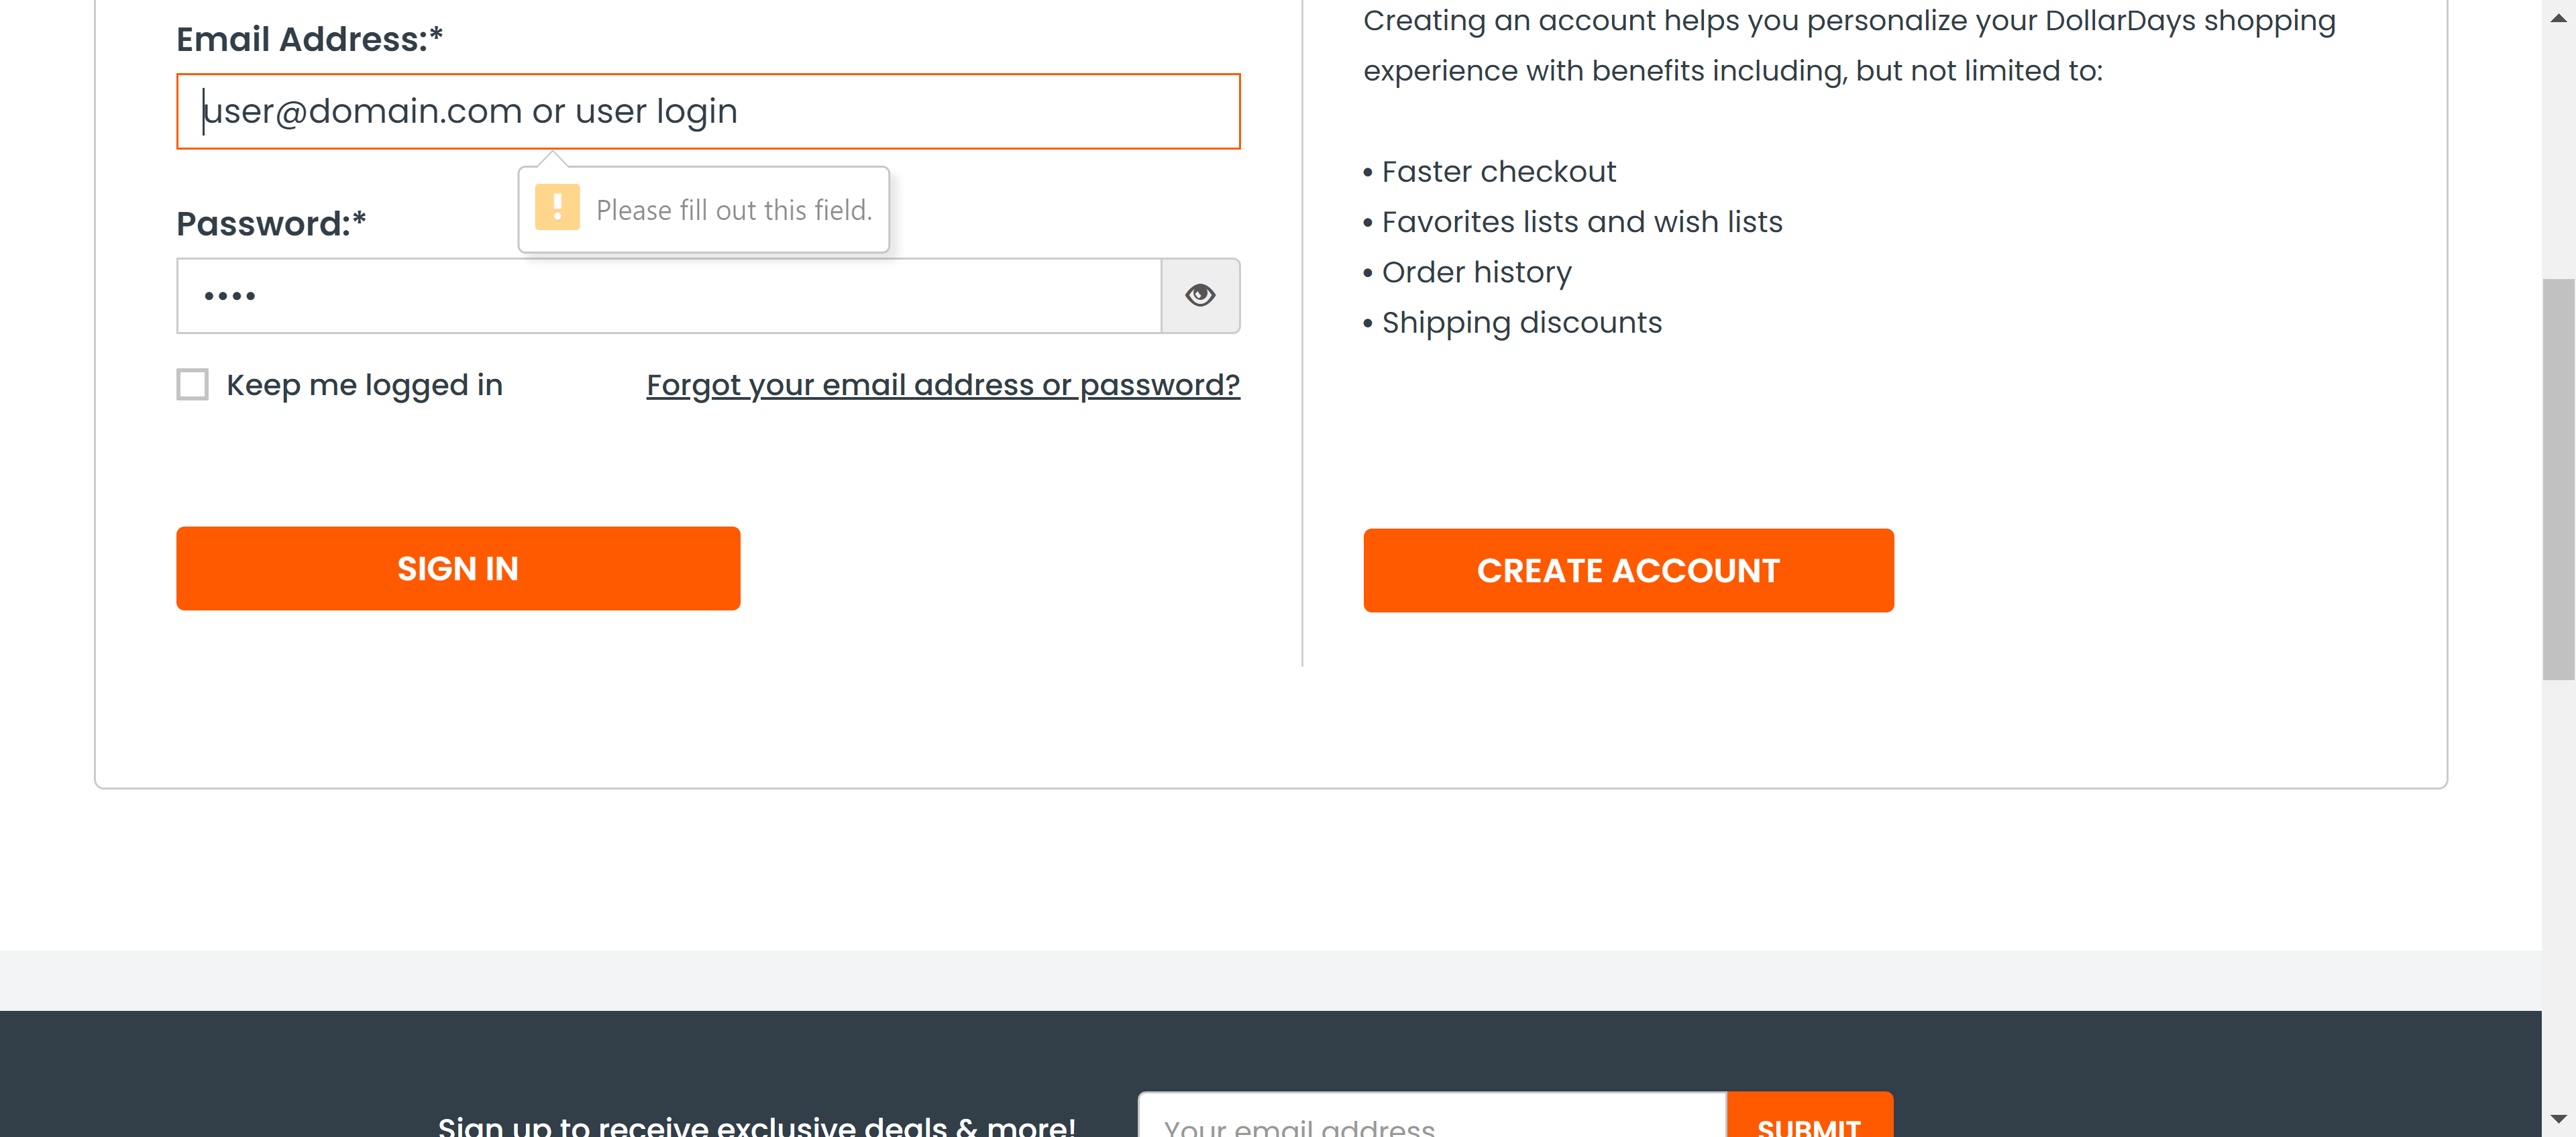 Email Address:*
user@domain.com or user login
Please fill out this field.
Password:*
••••
Keep me logged in
Forgot your email address or password?
SIGN IN
Creating an account helps you personalize your DollarDays shopping
experience with benefits including, but not limited to:
• Faster checkout
• Favorites lists and wish lists
• Order history
• Shipping discounts
CREATE ACCOUNT
Sign up to receive exclusive deals & more!
Your email address
SUBMIT